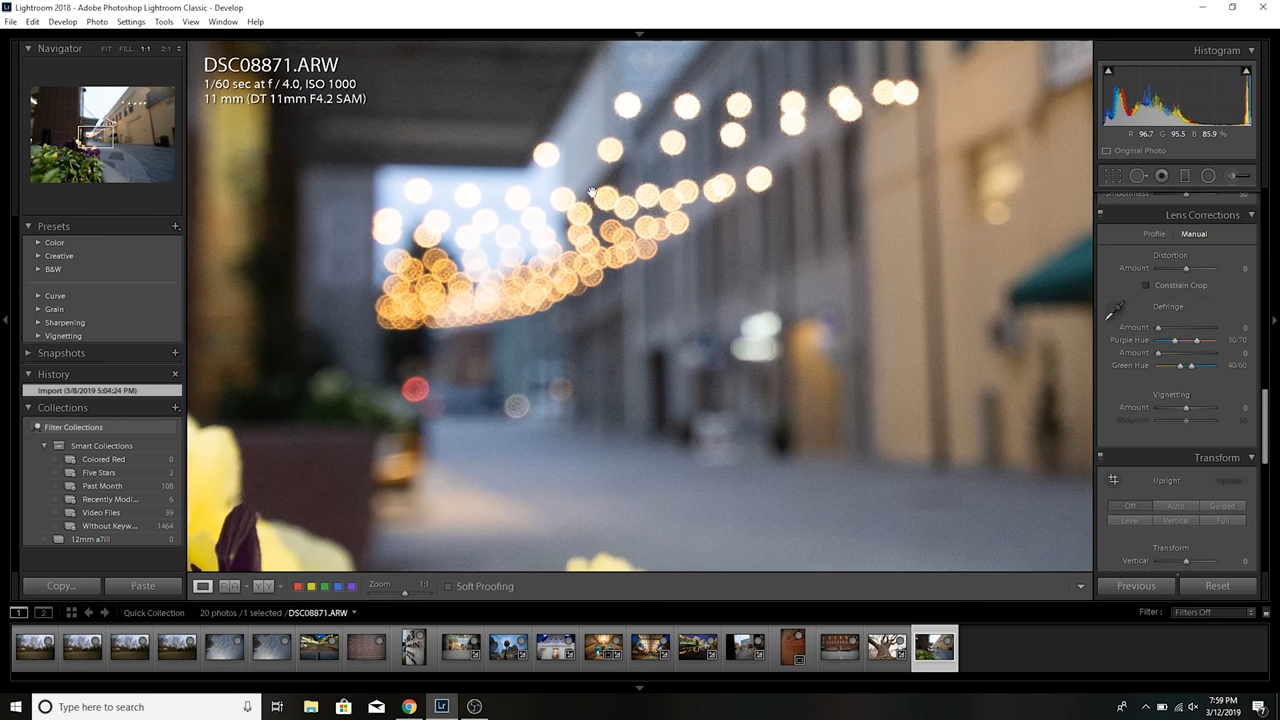 Lightroom 2018 - Adobe Photoshop Lightroom Classic - Develop
File Edit Develop Photo Settings Tools View Window Help
Navigator FIT FILL 1:1 2:1
Presets
Color
Creative
B&W
Curve
Grain
Sharpening
Vignetting
Snapshots
History
Import (3/8/2019 5:04:24 PM)
Collections
Filter Collections
Smart Collections
Colored Red 0
Five Stars 2
Past Month 108
Recently Modi... 6
Video Files 39
Without Keyw... 1464
12mm a7iii 0
Copy... Paste
DSC08871.ARW
1/60 sec at f / 4.0, ISO 1000
11 mm (DT 11mm F4.2 SAM)
Zoom 1:1 Soft Proofing
Histogram
R 96.7 G 95.5 B 85.9 %
Original Photo
Smoothness 50
Lens Corrections
Profile Manual
Distortion
Amount 0
Constrain Crop
Defringe
Amount 0
Purple Hue 30/70
Amount 0
Green Hue 40/60
Vignetting
Amount 0
Midpoint 50
Transform
Upright Update
Off Auto Guided
Level Vertical Full
Transform
Vertical 0
Previous Reset
1 2 Quick Collection 20 photos /1 selected /DSC08871.ARW Filter : Filters Off
Type here to search
7:59 PM
3/12/2019